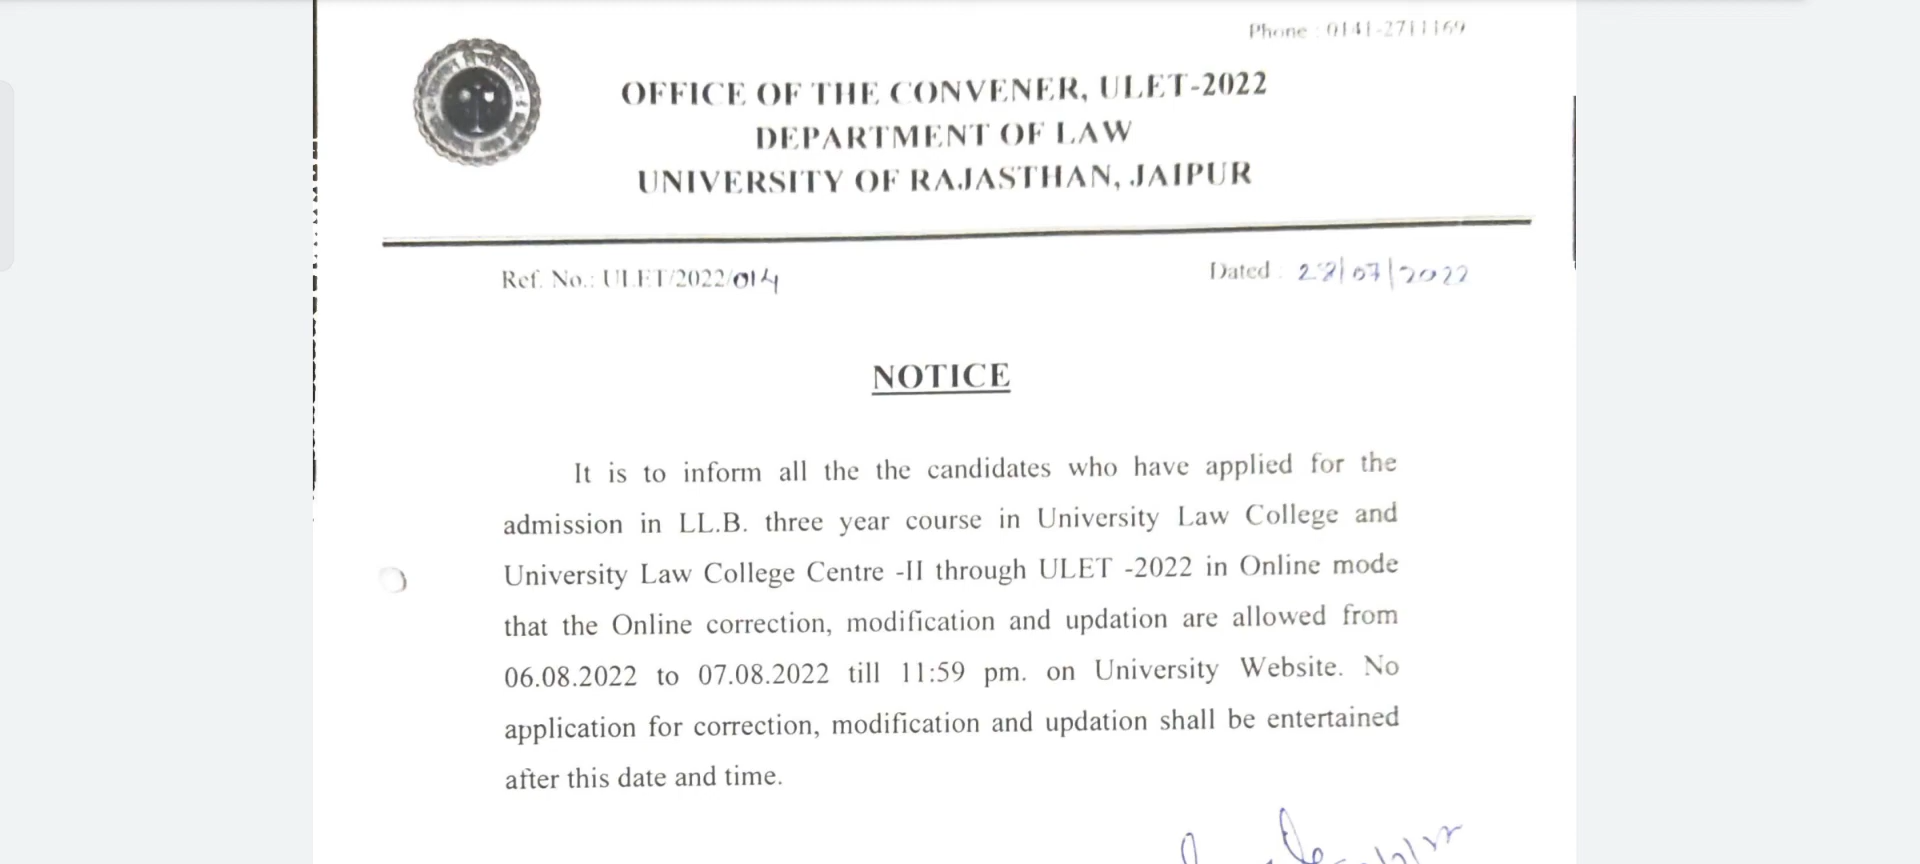 Phone : 0141-2711169
OFFICE OF THE CONVENER, ULET-2022
DEPARTMENT OF LAW
UNIVERSITY OF RAJASTHAN, JAIPUR
Ref. No.: ULET/2022/014
Dated : 27/07/2022
NOTICE
It is to inform all the the candidates who have applied for the
admission in LL.B. three year course in University Law College and
University Law College Centre -II through ULET -2022 in Online mode
that the Online correction, modification and updation are allowed from
06.08.2022 to 07.08.2022 till 11:59 pm. on University Website. No
application for correction, modification and updation shall be entertained
after this date and time.